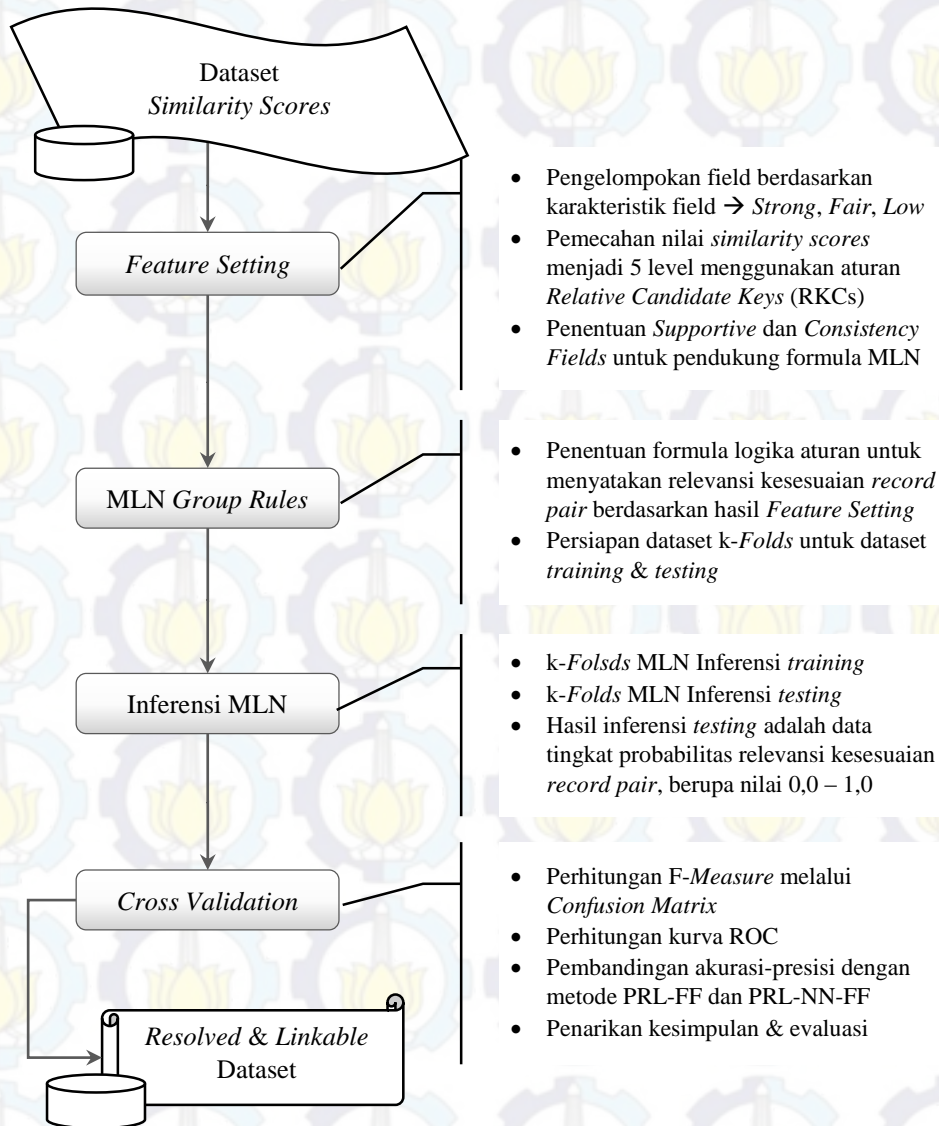 Dataset
Similarity Scores
Feature Setting
• Pengelompokan field berdasarkan
karakteristik field → Strong, Fair, Low
• Pemecahan nilai similarity scores
menjadi 5 level menggunakan aturan
Relative Candidate Keys (RKCs)
• Penentuan Supportive dan Consistency
Fields untuk pendukung formula MLN
MLN Group Rules
• Penentuan formula logika aturan untuk
menyatakan relevansi kesesuaian record
pair berdasarkan hasil Feature Setting
• Persiapan dataset k-Folds untuk dataset
training & testing
Inferensi MLN
• k-Folsds MLN Inferensi training
• k-Folds MLN Inferensi testing
• Hasil inferensi testing adalah data
tingkat probabilitas relevansi kesesuaian
record pair, berupa nilai 0,0 – 1,0
Cross Validation
• Perhitungan F-Measure melalui
Confusion Matrix
• Perhitungan kurva ROC
• Pembandingan akurasi-presisi dengan
metode PRL-FF dan PRL-NN-FF
• Penarikan kesimpulan & evaluasi
Resolved & Linkable
Dataset